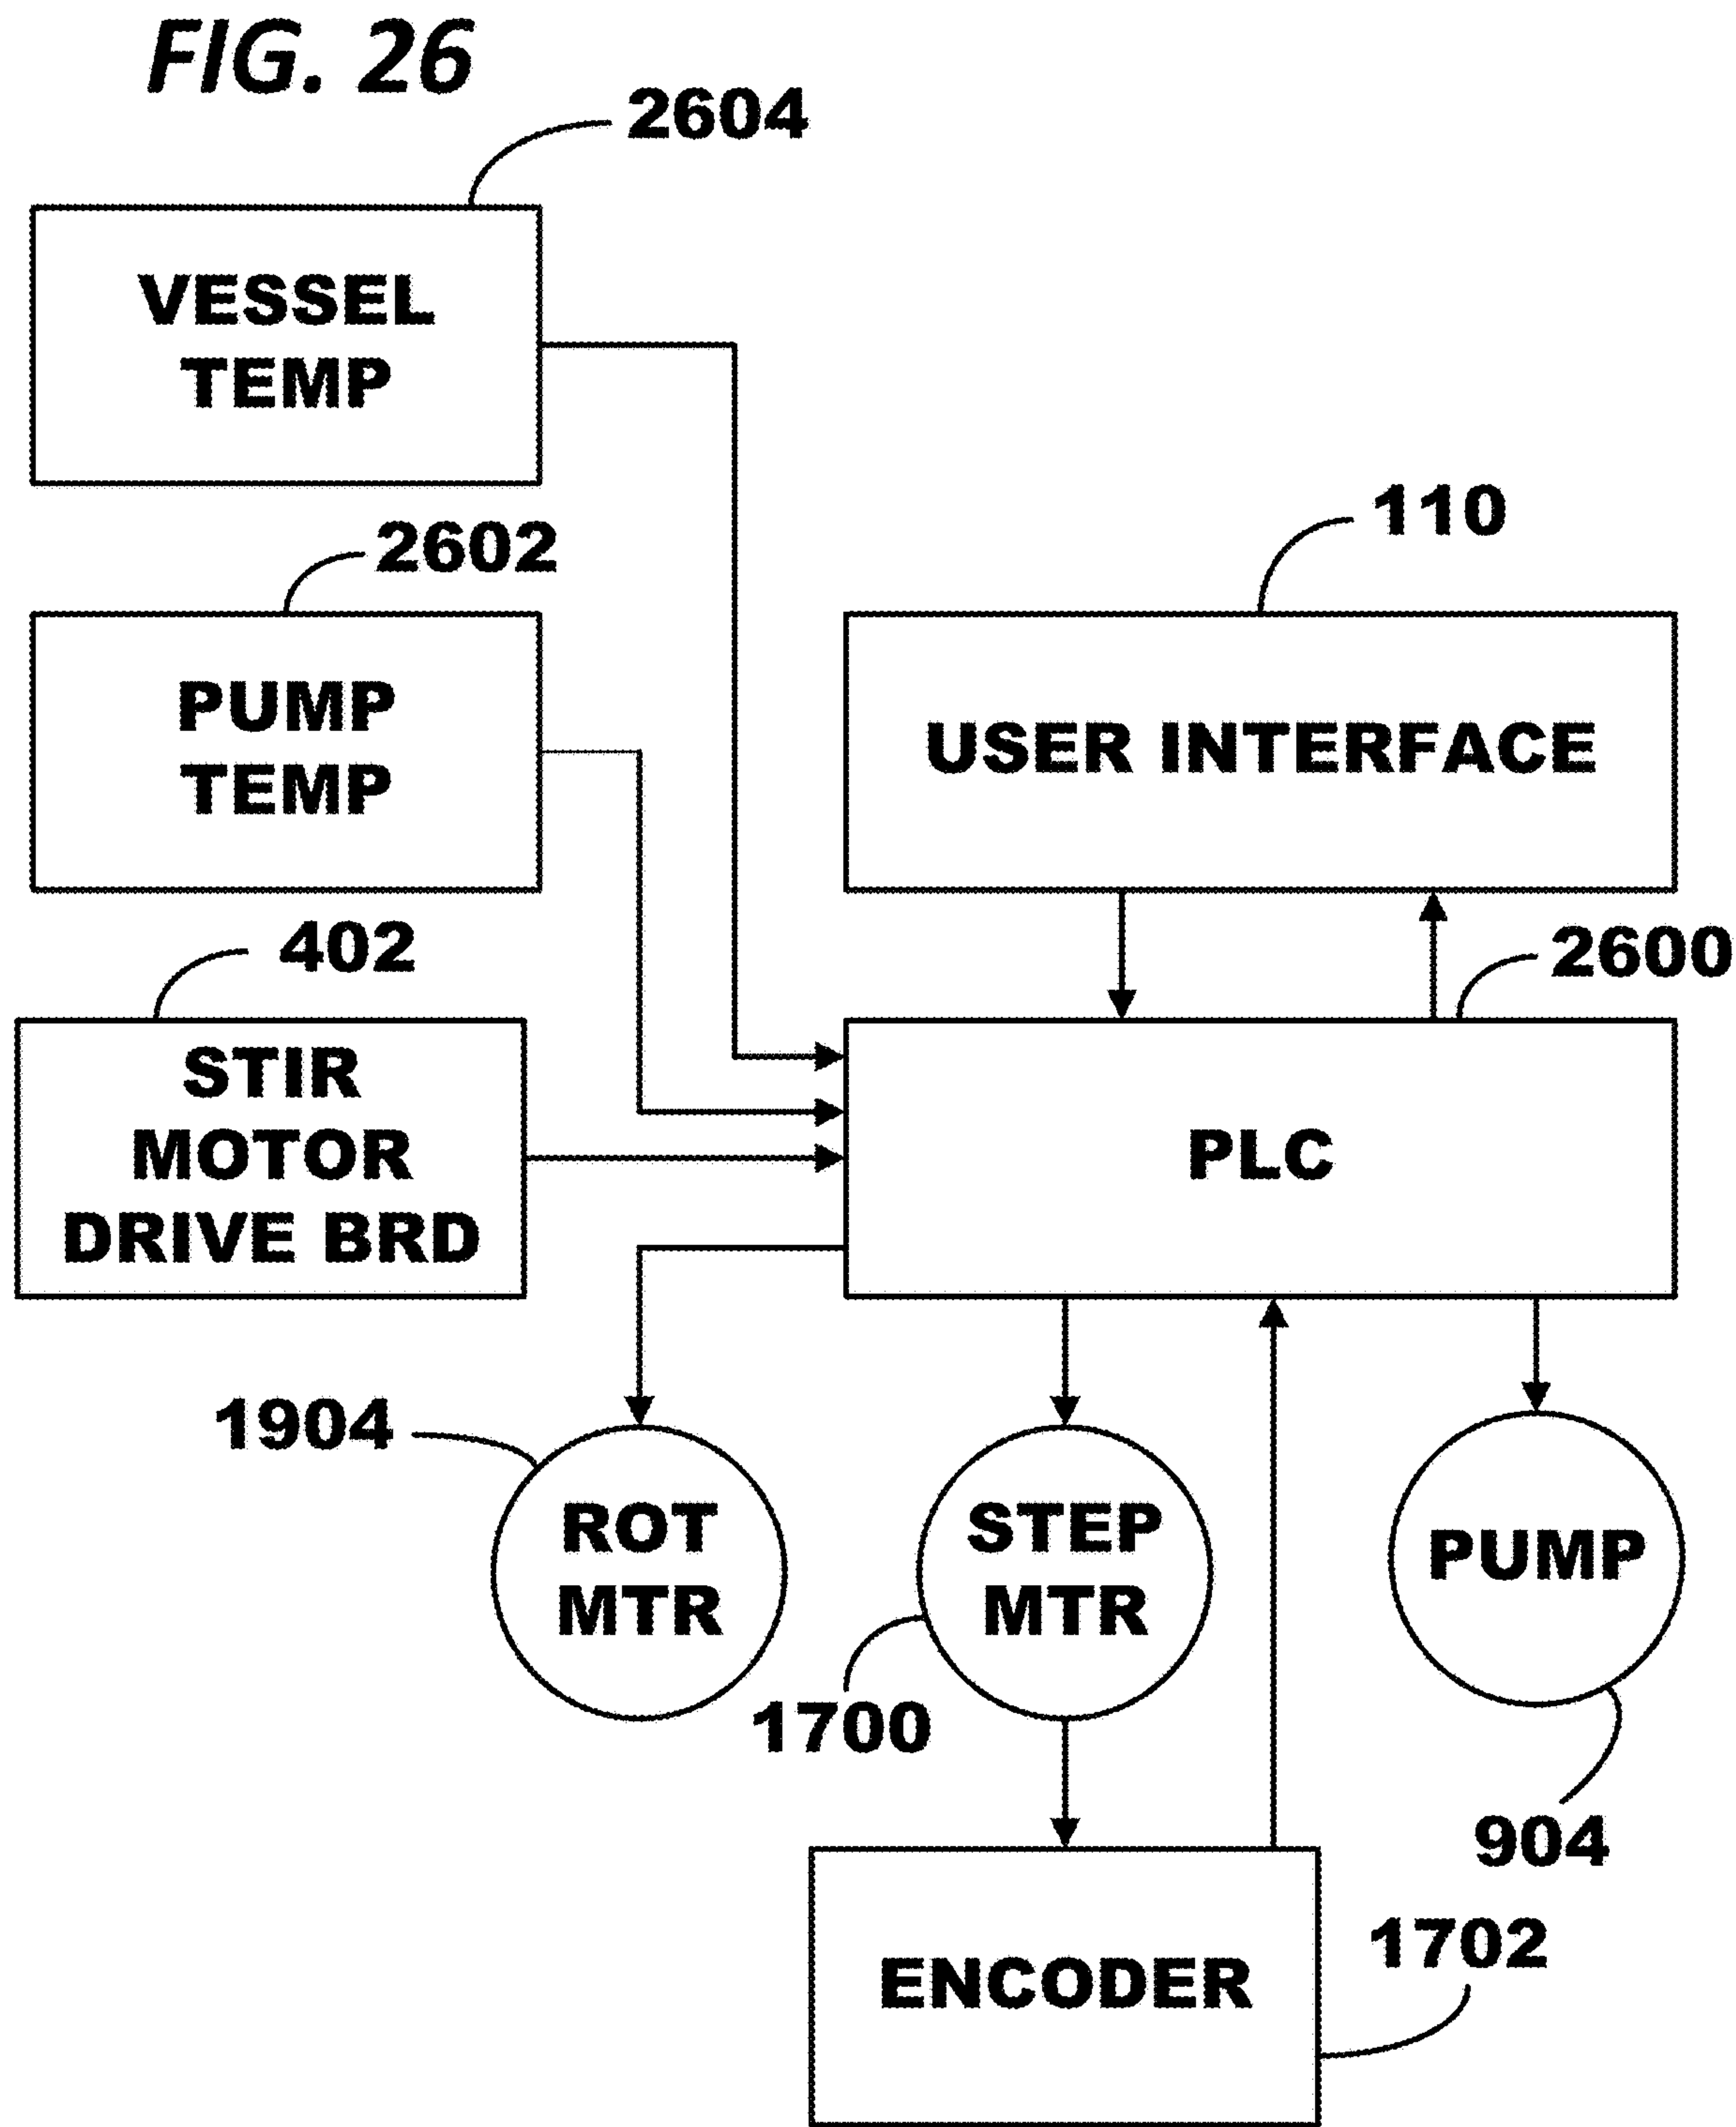 FIG. 26
2604
VESSEL
TEMP
110
2602
PUMP
TEMP
USER INTERFACE
402
2600
STIR
MOTOR
DRIVE BRD
PLC
1904
ROT
MTR
STEP
MTR
PUMP
1700
904
1702
ENCODER